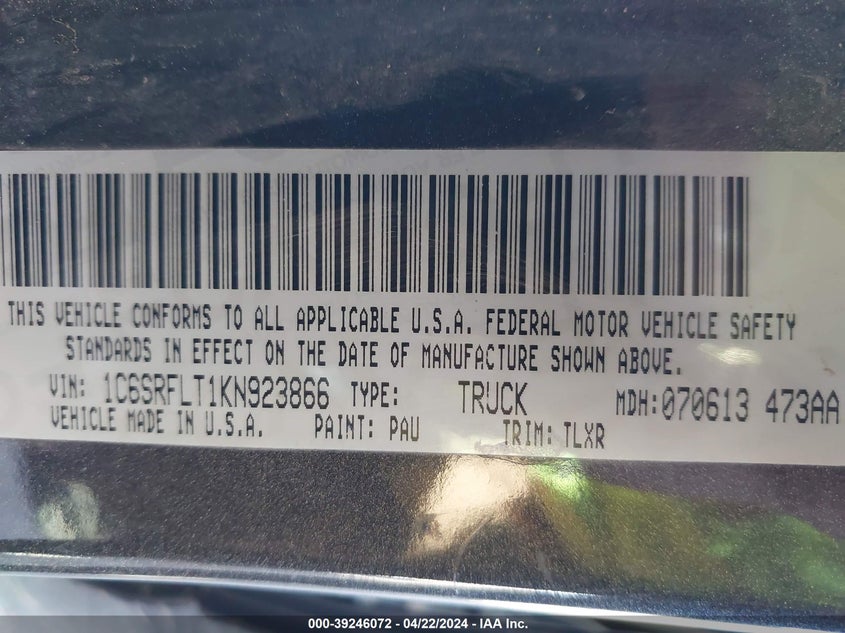 THIS VEHICLE CONFORMS TO ALL APPLICABLE U.S.A. FEDERAL MOTOR VEHICLE SAFETY
STANDARDS IN EFFECT ON THE DATE OF MANUFACTURE SHOWN ABOVE.
VIN: 1C6SRFLT1KN923866 TYPE: TRUCK MDH:070613 473AA
VEHICLE MADE IN U.S.A. PAINT: PAU TRIM: TLXR
000-39246072 - 04/22/2024 - IAA Inc.